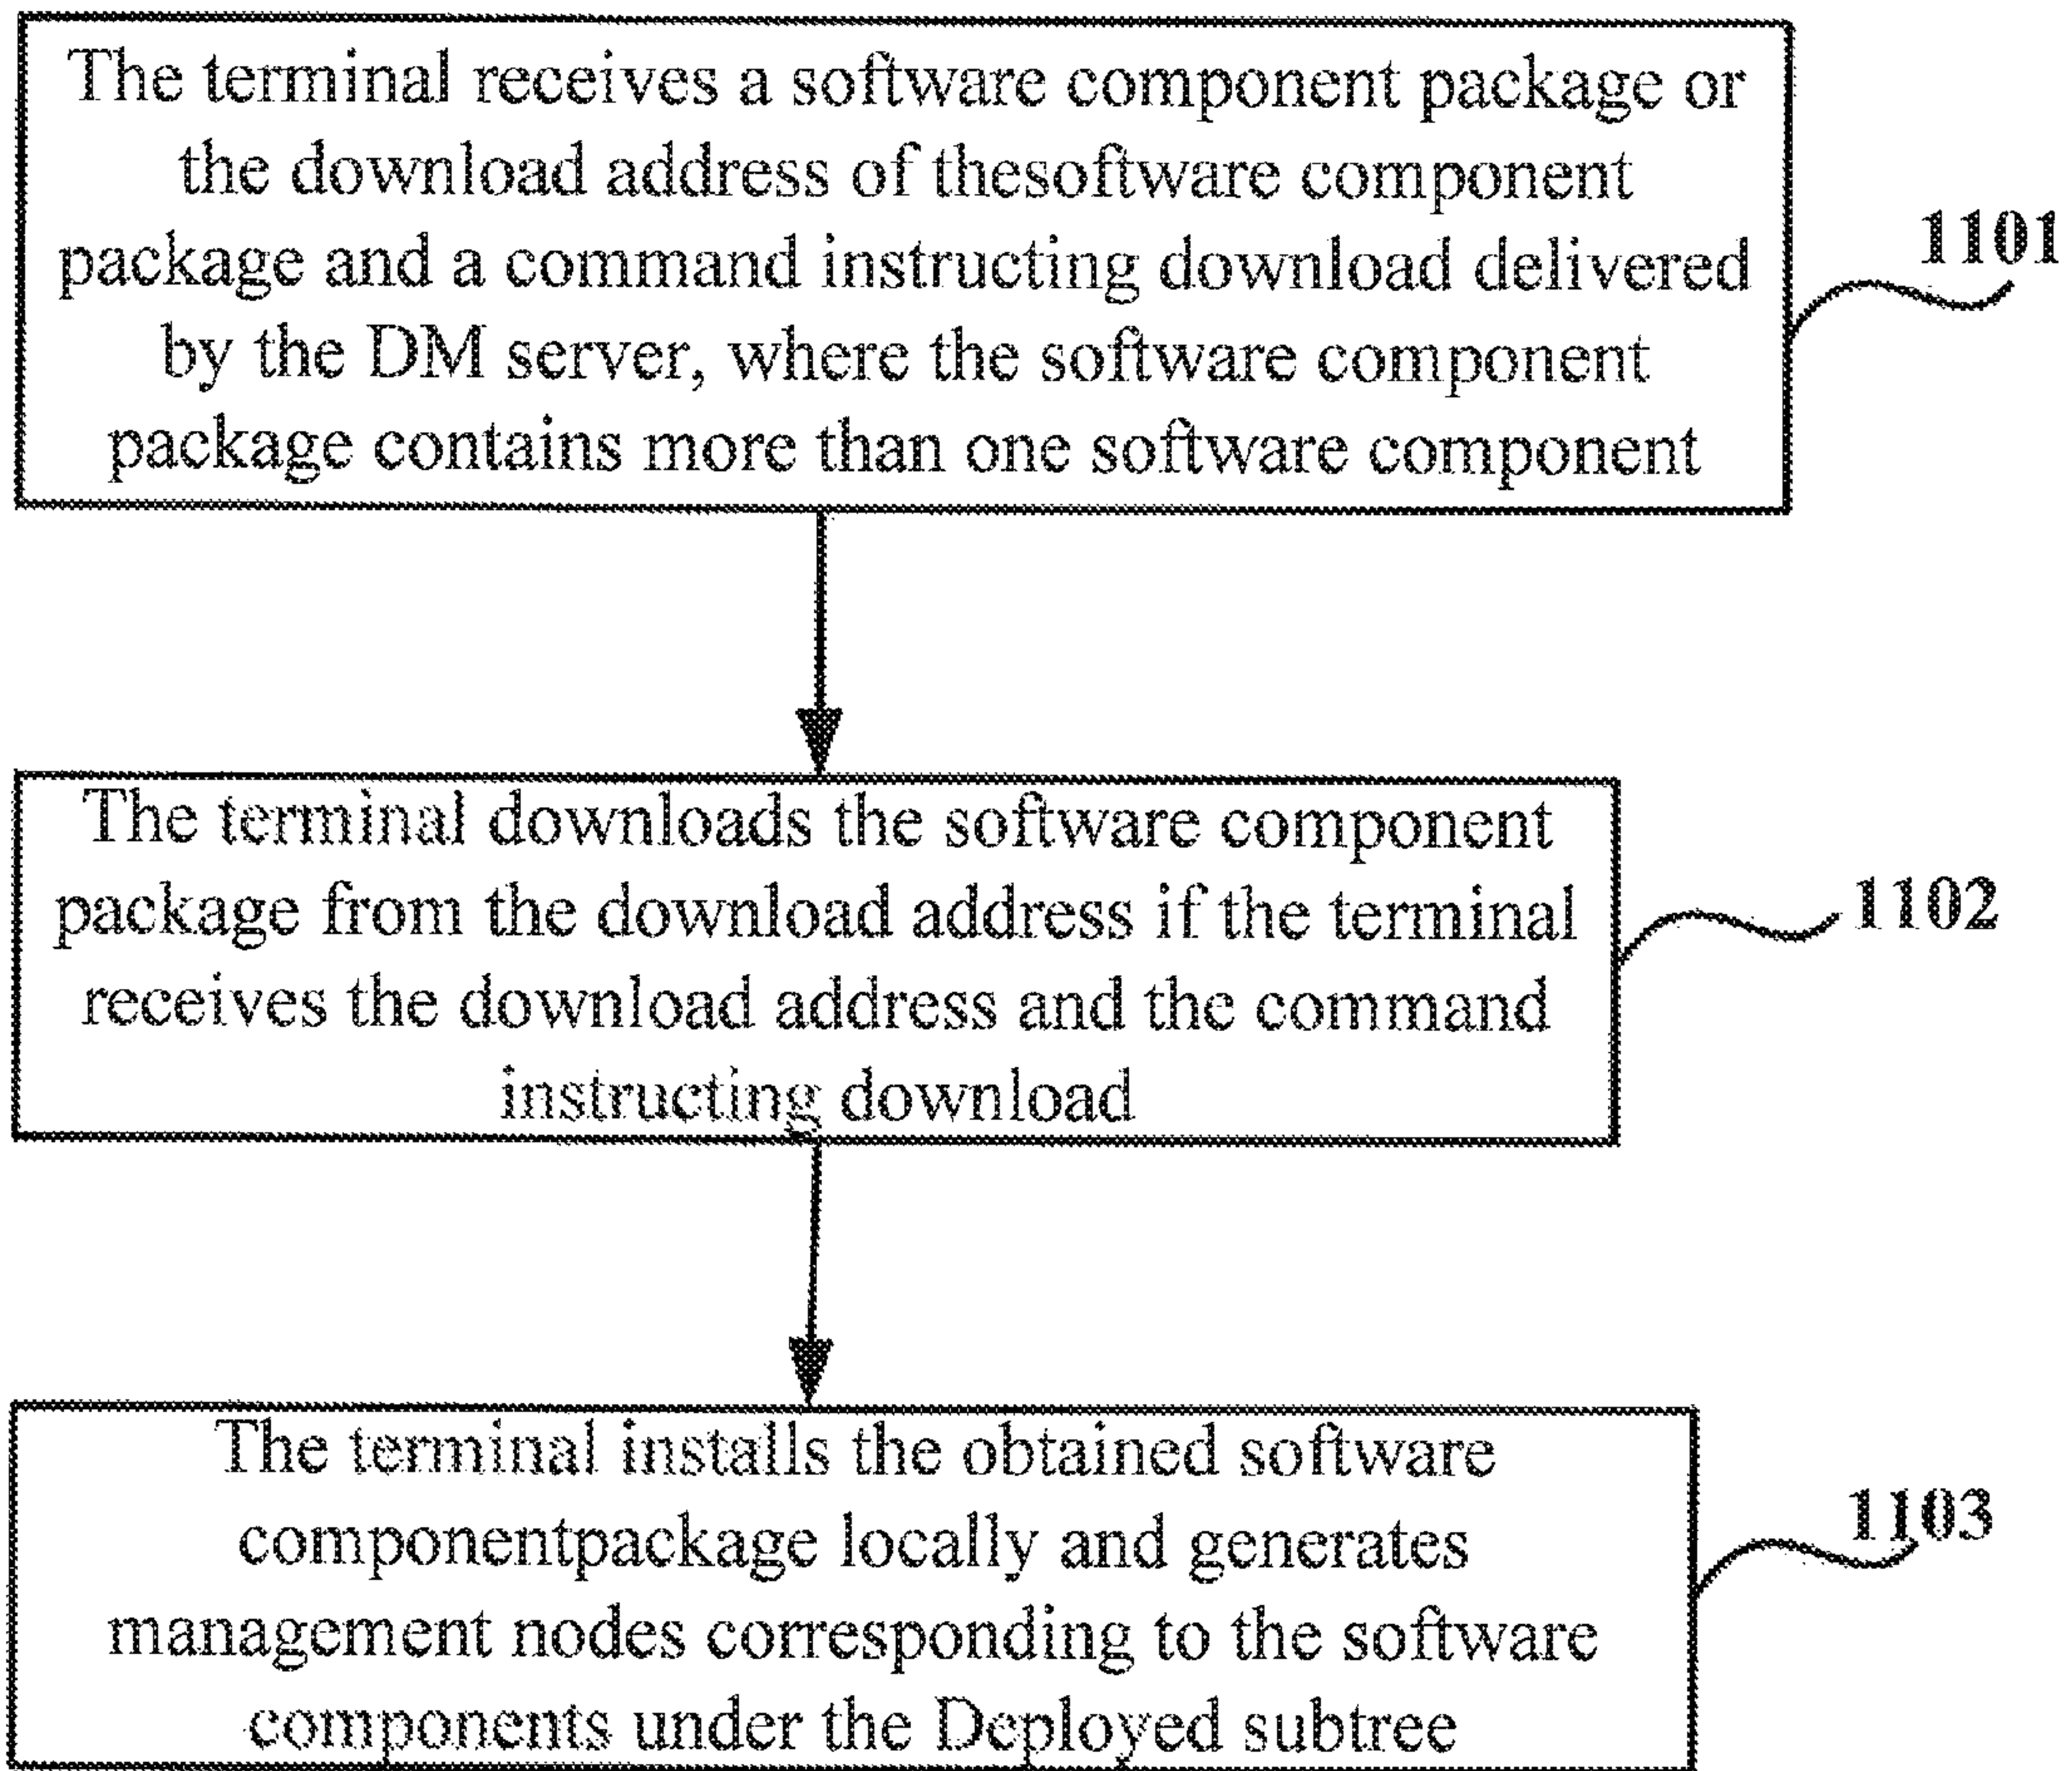 The terminal receives a software component package or
the download address of thesoftware component
package and a command instructing download delivered
by the DM server, where the software component
package contains more than one software component
1101
The terminal downloads the software component
package from the download address if the terminal
receives the download address and the command
instructing download
1102
The terminal installs the obtained software
componentpackage locally and generates
management nodes corresponding to the software
components under the Deployed subtree
1103